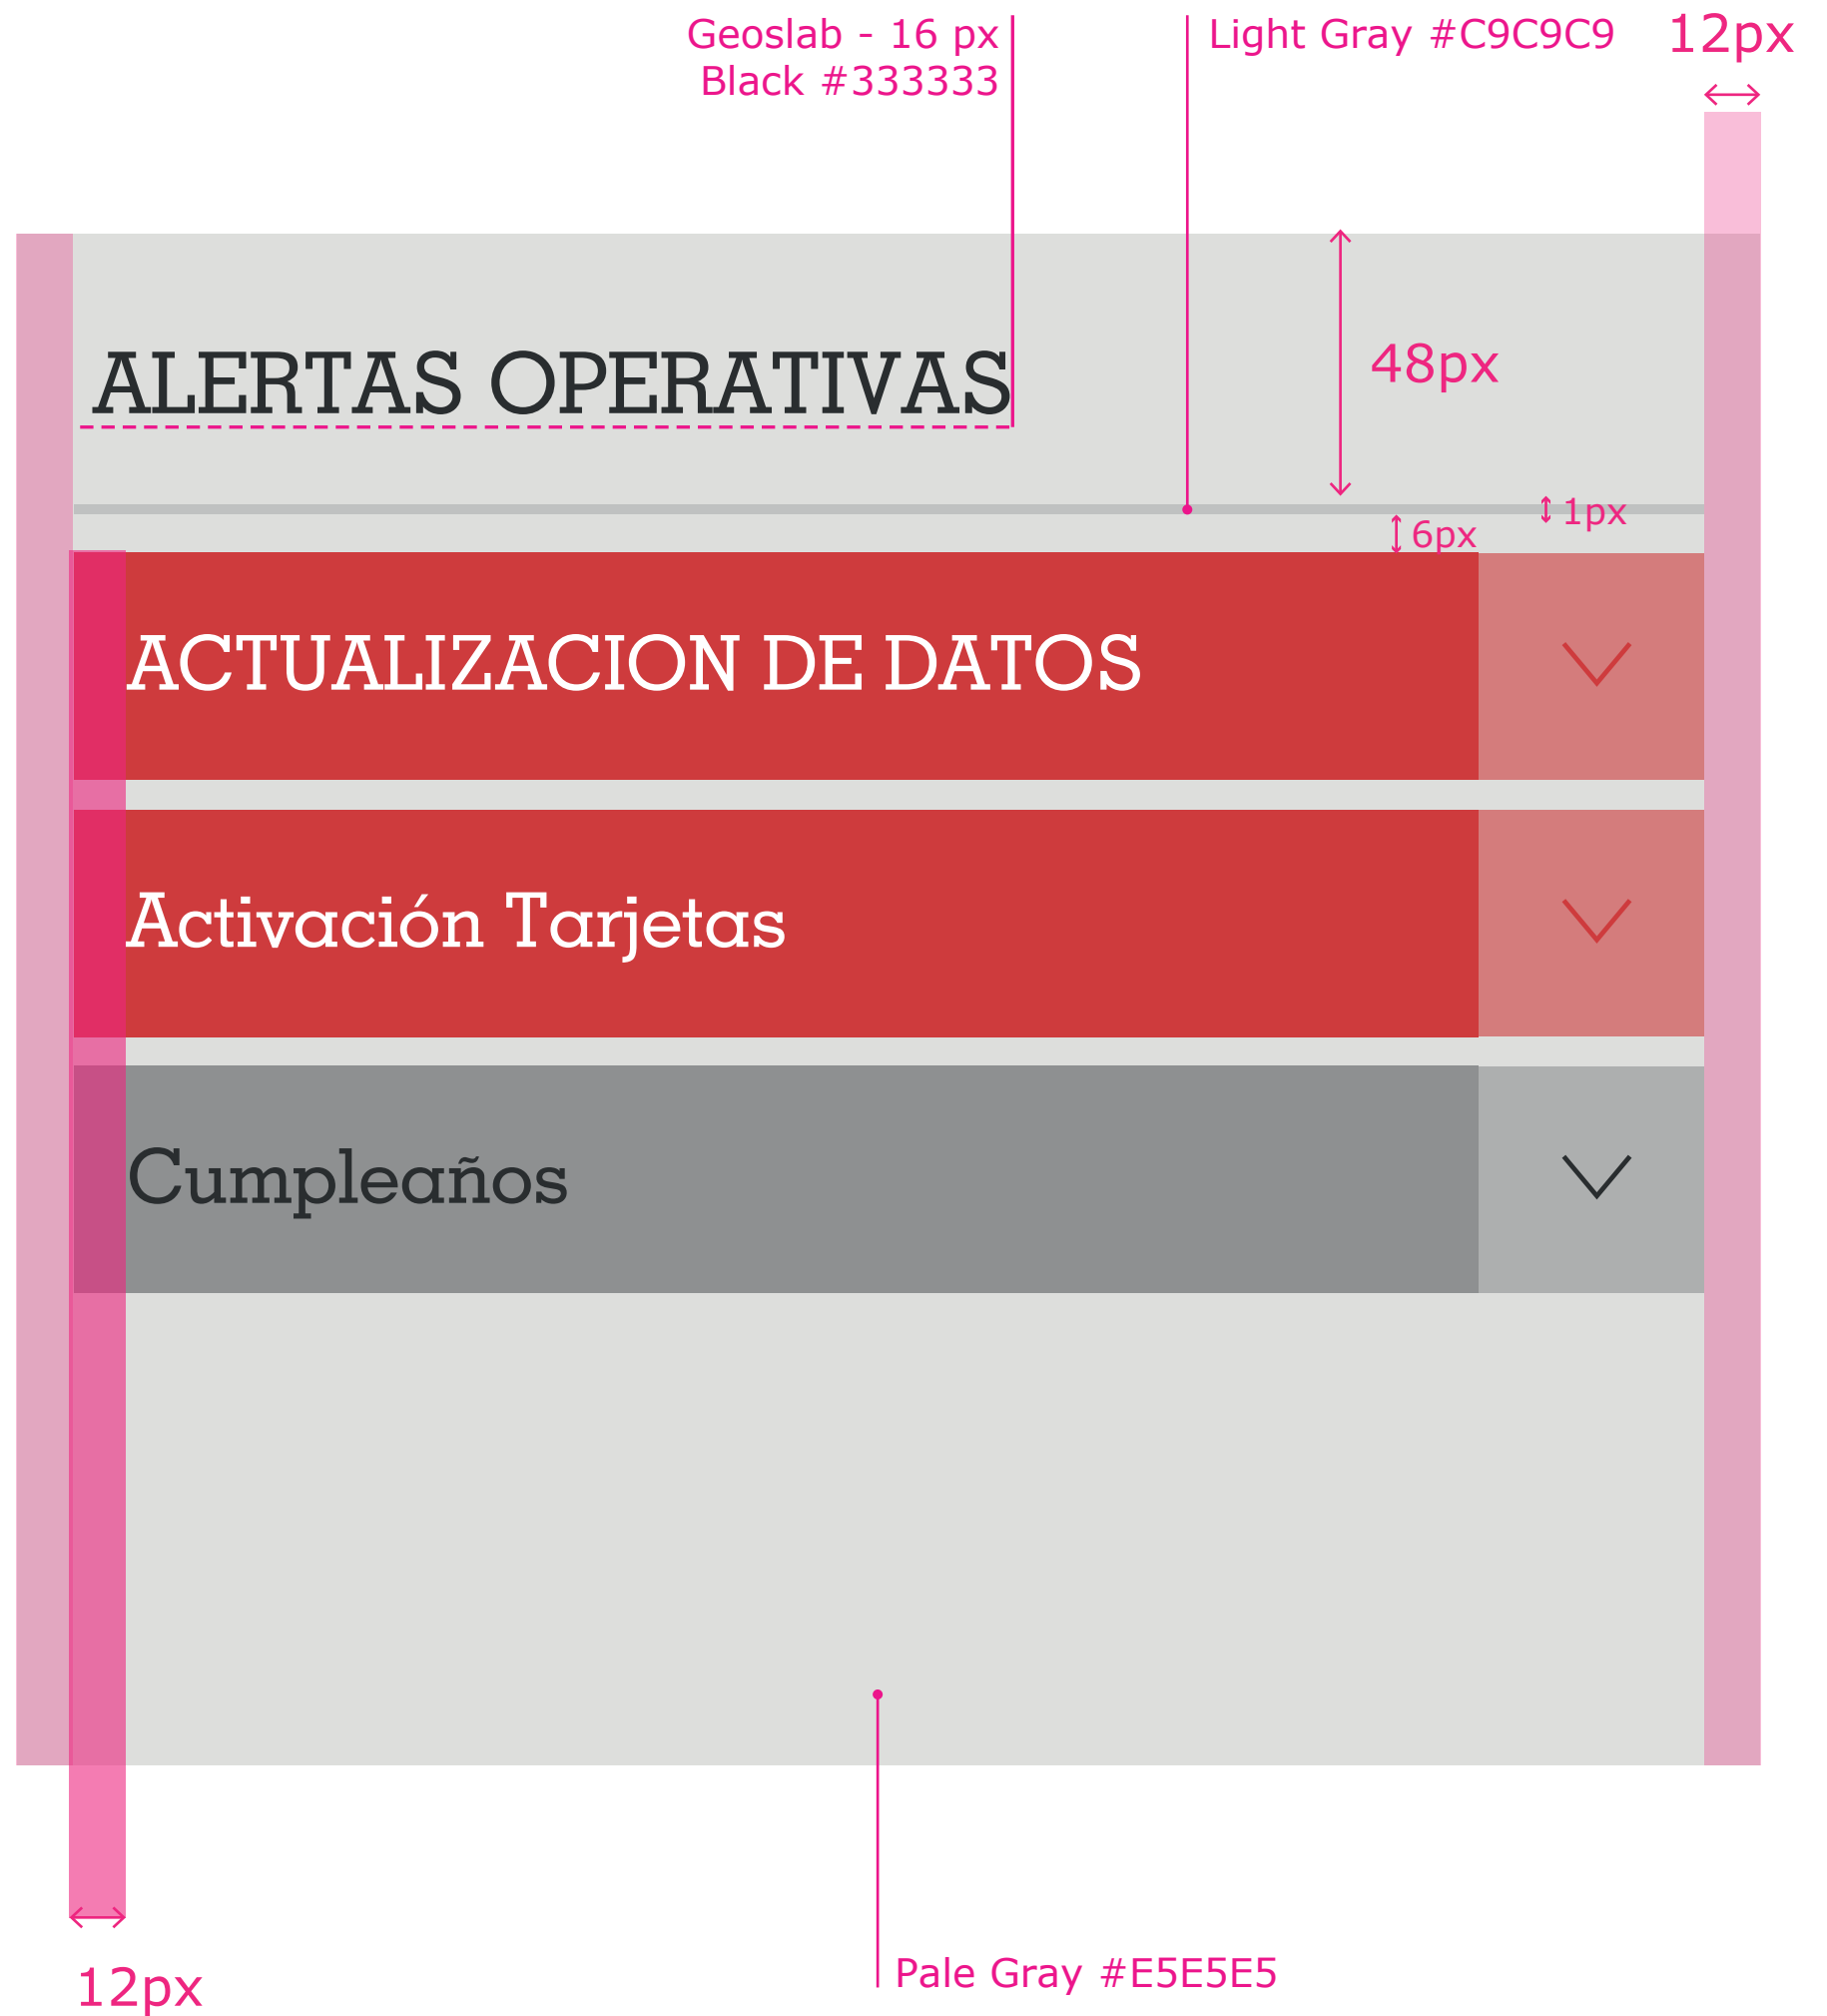 Geoslab - 16 px
Black #333333
Light Gray #C9C9C9
12px
ALERTAS OPERATIVAS
48px
1px
6px
ACTUALIZACION DE DATOS
Activación Tarjetas
Cumpleaños
Pale Gray #E5E5E5
12px